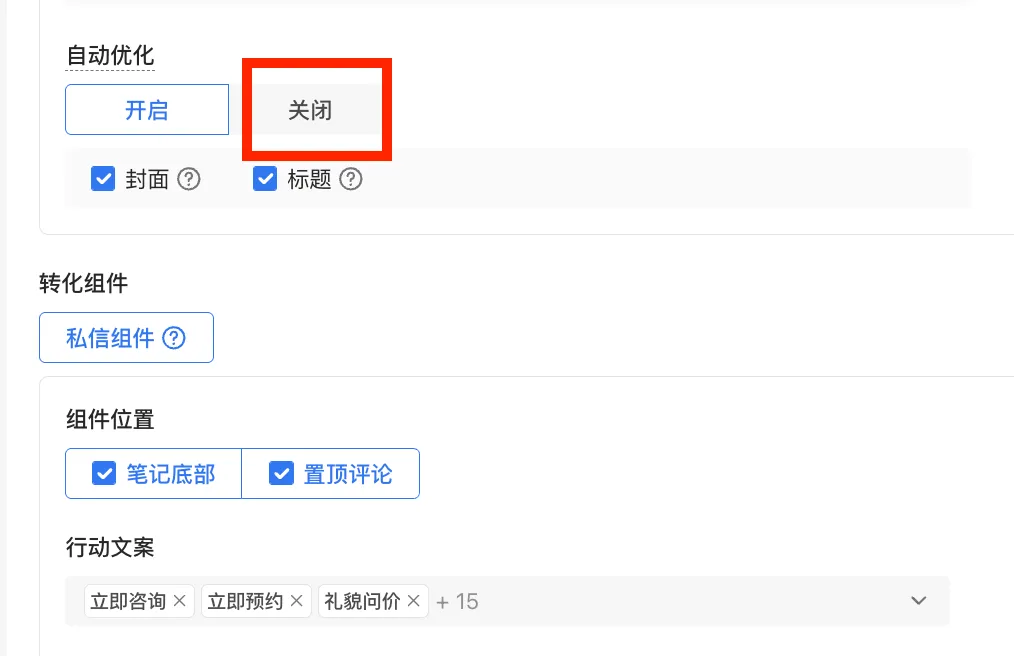 自动优化
开启 关闭
封面 ? 标题 ?
转化组件
私信组件 ?
组件位置
笔记底部 置顶评论
行动文案
立即咨询 × 立即预约 × 礼貌问价 × + 15